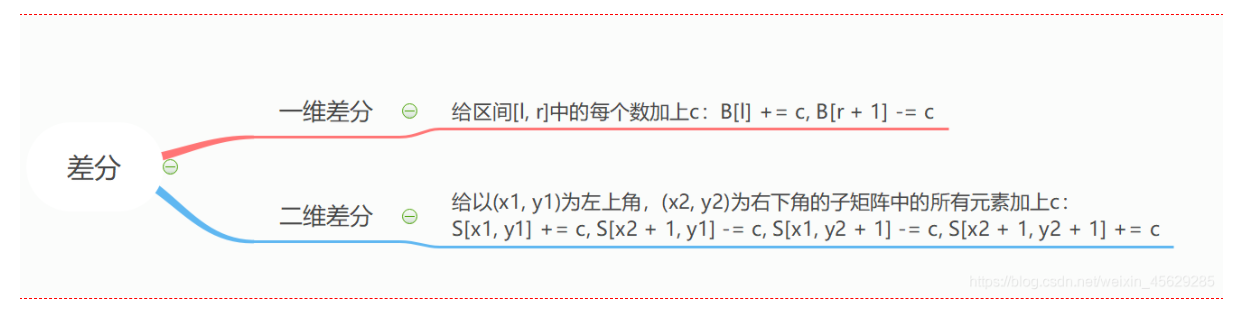 一维差分
给区间[l, r]中的每个数加上c：B[l] += c, B[r + 1] -= c
差分
二维差分
给以(x1, y1)为左上角，(x2, y2)为右下角的子矩阵中的所有元素加上c：
S[x1, y1] += c, S[x2 + 1, y1] -= c, S[x1, y2 + 1] -= c, S[x2 + 1, y2 + 1] += c
https://blog.csdn.net/weixin_45629285